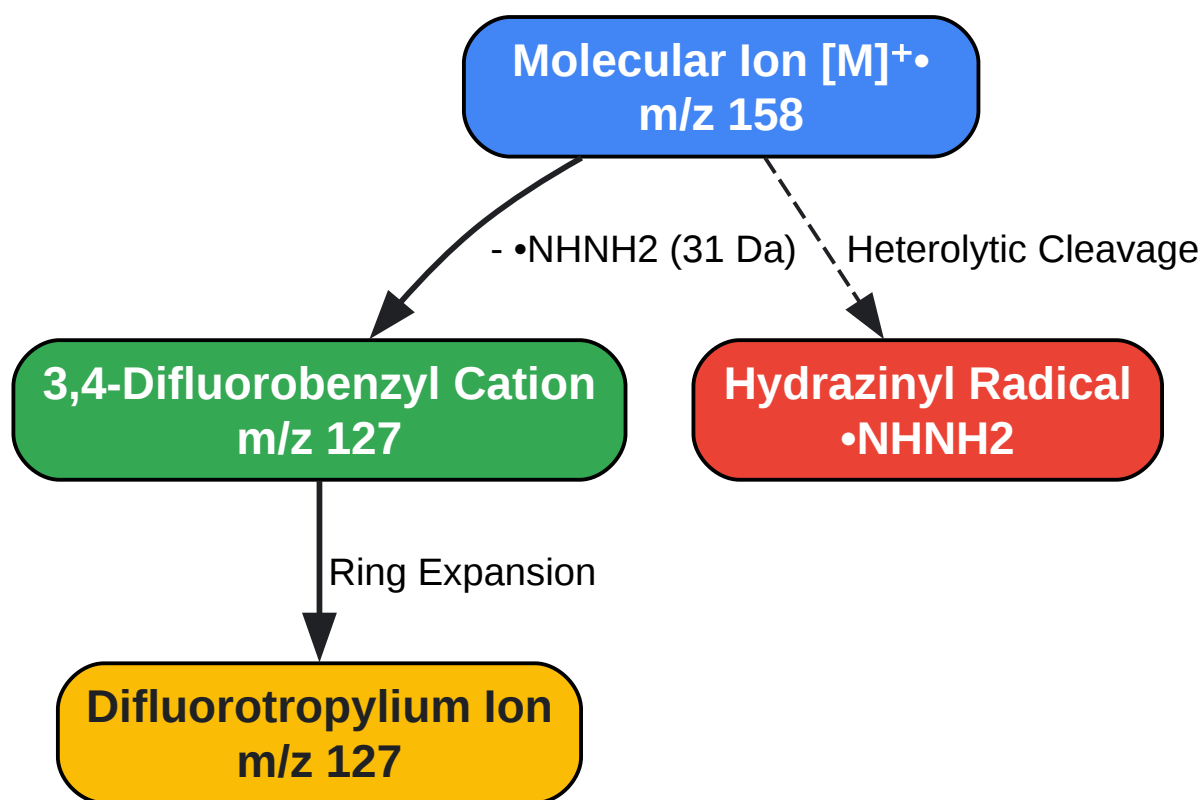 Molecular Ion [M]⁺•
m/z 158
- •NHNH2 (31 Da)
Heterolytic Cleavage
3,4-Difluorobenzyl Cation
m/z 127
Hydrazinyl Radical
•NHNH2
Ring Expansion
Difluorotropylium Ion
m/z 127